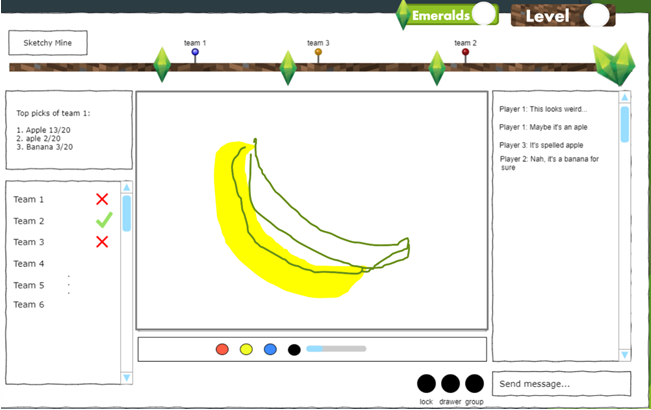 Emeralds
Level
Sketchy Mine
team 1
team 3
team 2
Top picks of team 1:
1. Aple 13/20
2. aple 2/20
3. Banana 3/20
Team 1
Team 2
Team 3
Team 4
Team 5
Team 6
Player 1: This looks weird...
Player 1: Maybe it's an aple
Player 3: It's spelled apple
Player 2: Nah, it's a banana for
sure
lock drawer group
Send message...